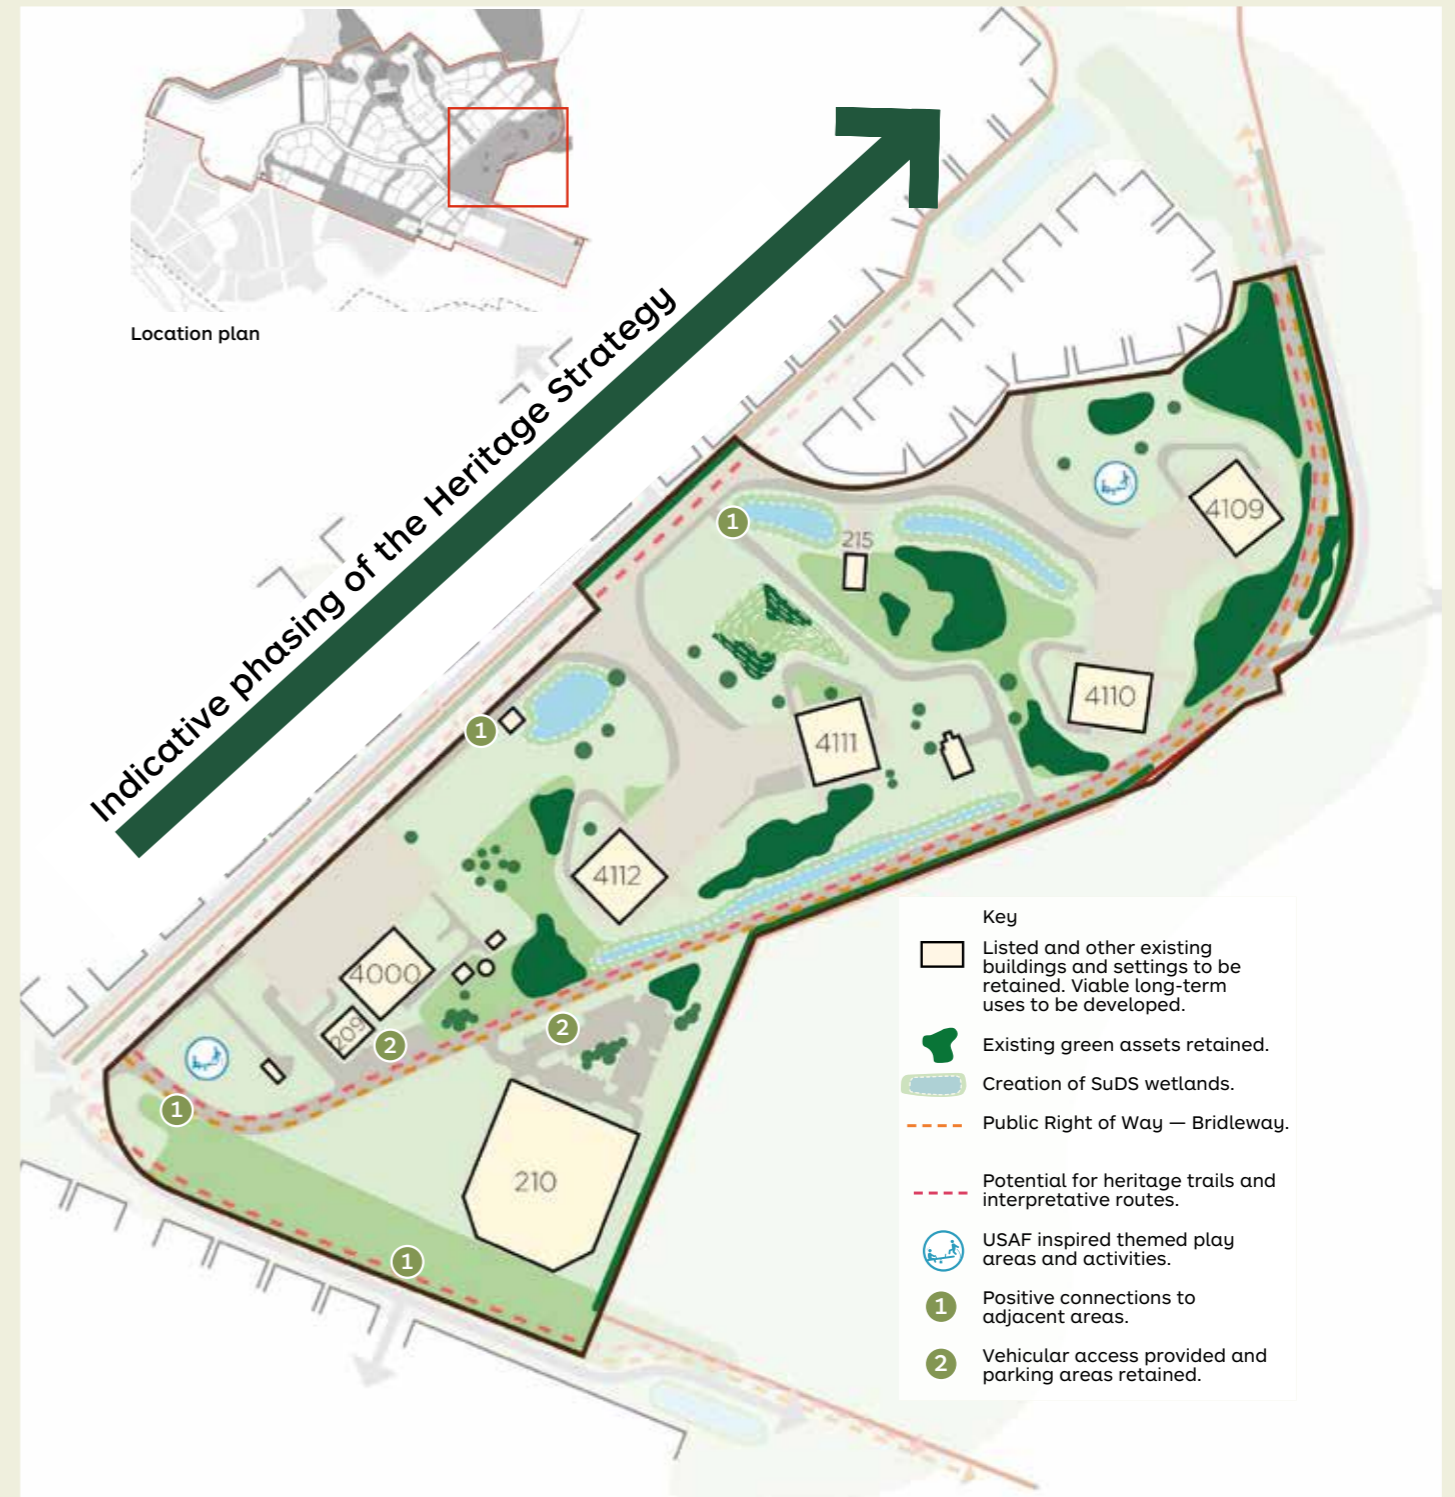 Location plan
Indicative phasing of the Heritage Strategy
4109
1
215
4110
1
4111
4112
4000
209
2
2
1
210
1
Key
Listed and other existing
buildings and settings to be
retained. Viable long-term
uses to be developed.
Existing green assets retained.
Creation of SuDS wetlands.
Public Right of Way — Bridleway.
Potential for heritage trails and
interpretative routes.
USAF inspired themed play
areas and activities.
1
Positive connections to
adjacent areas.
2
Vehicular access provided and
parking areas retained.